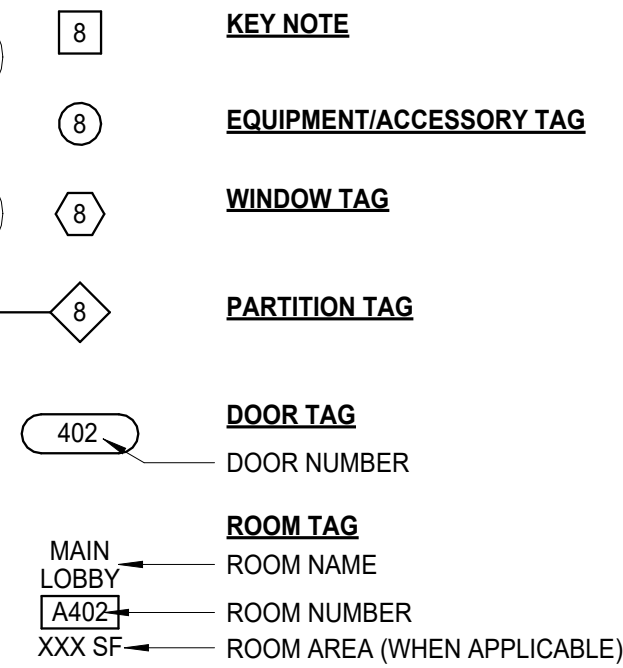 8 KEY NOTE
8 EQUIPMENT/ACCESSORY TAG
8 WINDOW TAG
8 PARTITION TAG
DOOR TAG
402 DOOR NUMBER
ROOM TAG
MAIN
LOBBY
ROOM NAME
A402 ROOM NUMBER
XXX SF ROOM AREA (WHEN APPLICABLE)